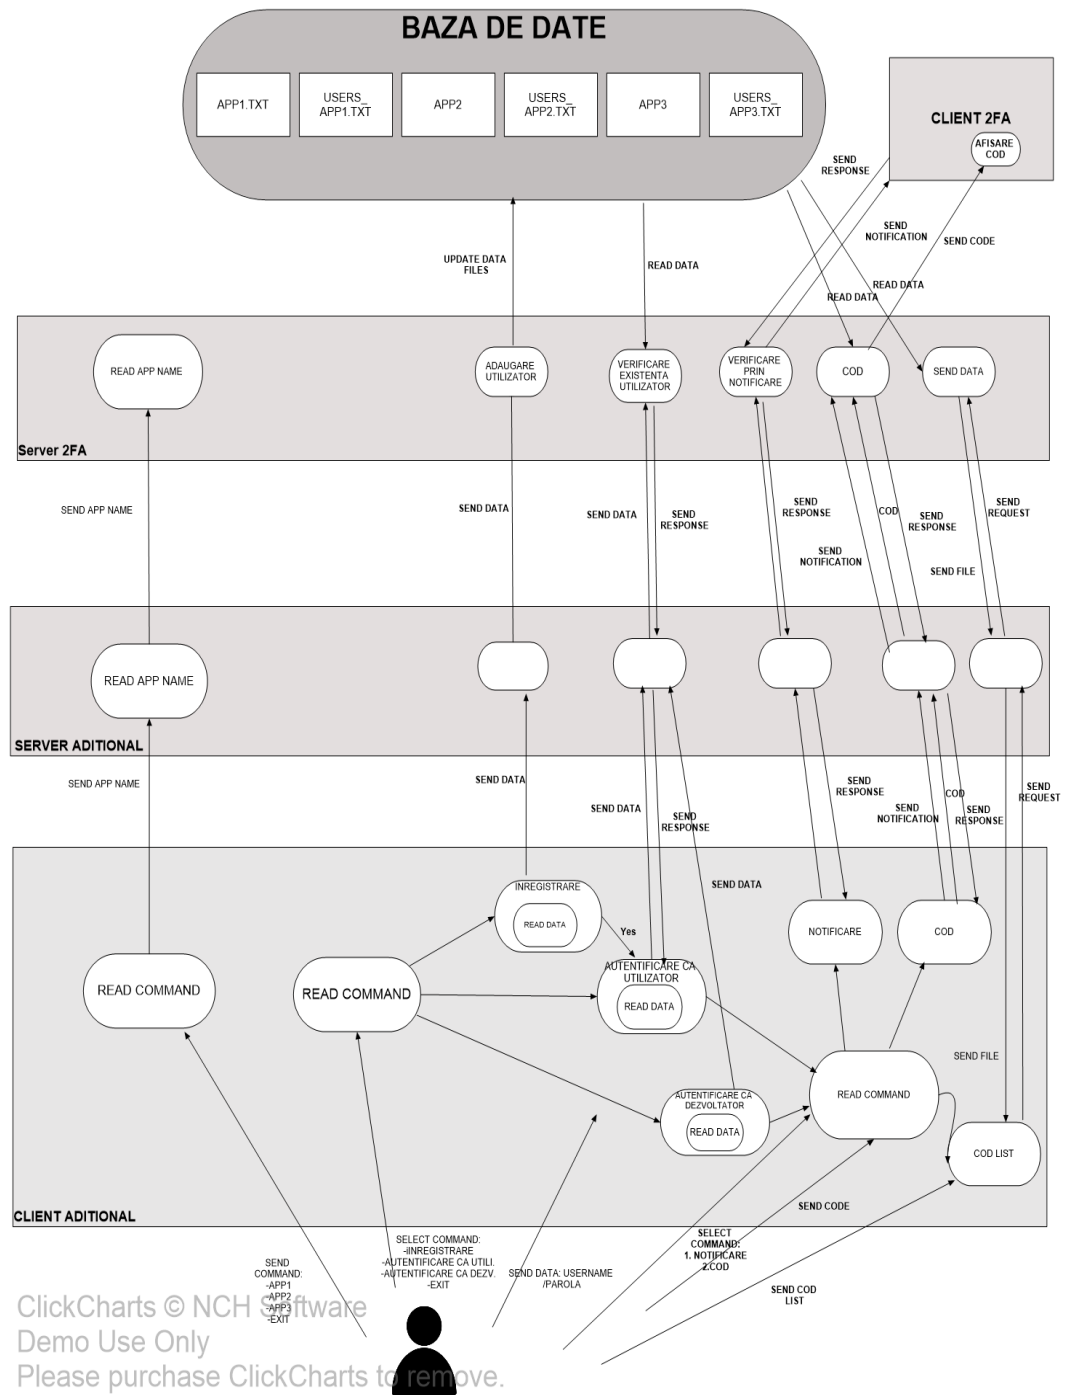 BAZA DE DATE
APP1.TXT
USERS_
APP1.TXT
APP2
USERS_
APP2.TXT
APP3
USERS_
APP3.TXT
CLIENT 2FA
AFISARE
COD
SEND
RESPONSE
SEND
NOTIFICATION
SEND CODE
UPDATE DATA
FILES
READ DATA
READ DATA
READ DATA
READ APP NAME
ADAUGARE
UTILIZATOR
VERIFICARE
EXISTENTA
UTILIZATOR
VERIFICARE
PRIN
NOTIFICARE
COD
SEND DATA
Server 2FA
SEND APP NAME
SEND DATA
SEND DATA
SEND
RESPONSE
SEND
RESPONSE
SEND
NOTIFICATION
COD
SEND
RESPONSE
SEND
REQUEST
SEND FILE
READ APP NAME
SERVER ADITIONAL
SEND APP NAME
SEND DATA
SEND DATA
SEND
RESPONSE
SEND
RESPONSE
SEND
NOTIFICATION
COD
SEND
RESPONSE
SEND
REQUEST
SEND DATA
INREGISTRARE
READ DATA
Yes
NOTIFICARE
COD
READ COMMAND
READ COMMAND
AUTENTIFICARE CA
UTILIZATOR
READ DATA
SEND FILE
READ COMMAND
AUTENTIFICARE CA
DEZVOLTATOR
READ DATA
COD LIST
CLIENT ADITIONAL
SEND CODE
SELECT COMMAND:
-IINREGISTRARE
-AUTENTIFICARE CA UTILI.
-AUTENTIFICARE CA DEZV.
-EXIT
SELECT
COMMAND:
1. NOTIFICARE
2.COD
SEND
COMMAND:
-APP1
-APP2
-APP3
-EXIT
SEND DATA: USERNAME
/PAROLA
SEND COD
LIST
ClickCharts © NCH Software
Demo Use Only
Please purchase ClickCharts to remove.